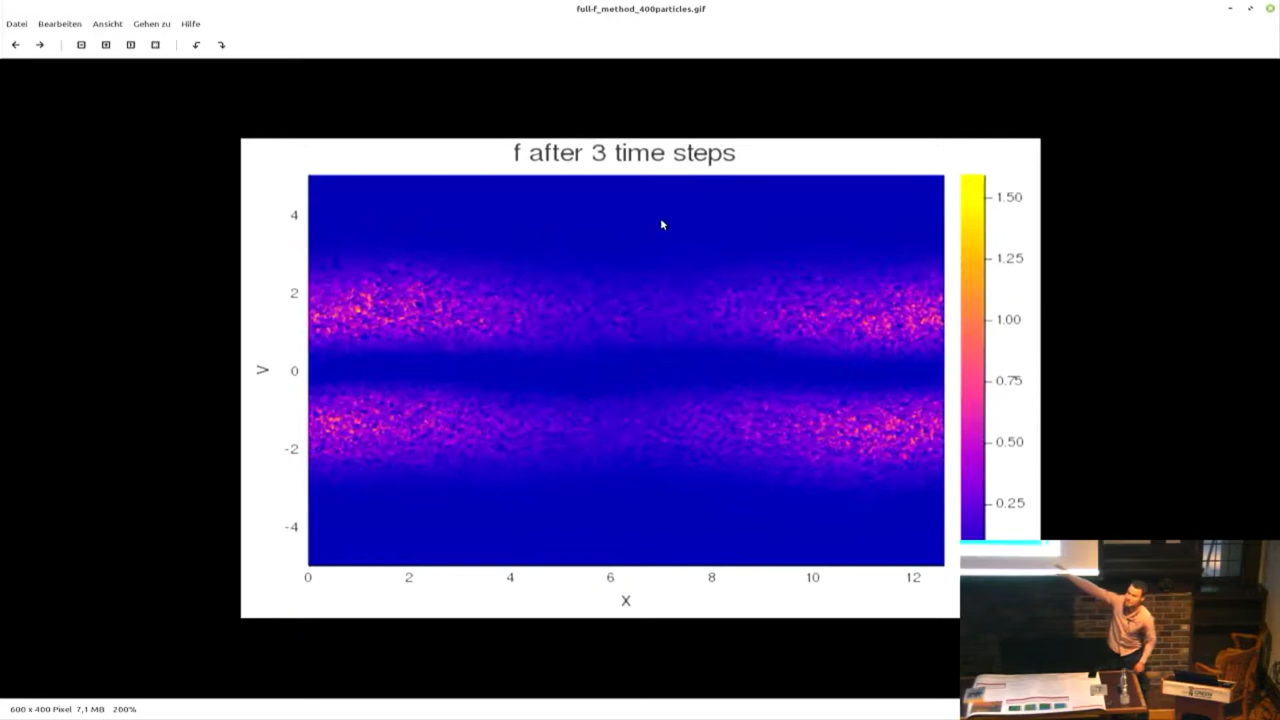 full-f_method_400particles.gif
Datei Bearbeiten Ansicht Gehen zu Hilfe
f after 3 time steps
4
2
0
-2
-4
V
0 2 4 6 8 10 12
X
1.50
1.25
1.00
0.75
0.50
0.25
GREEN
600 x 400 Pixel 7,1 MB 200%